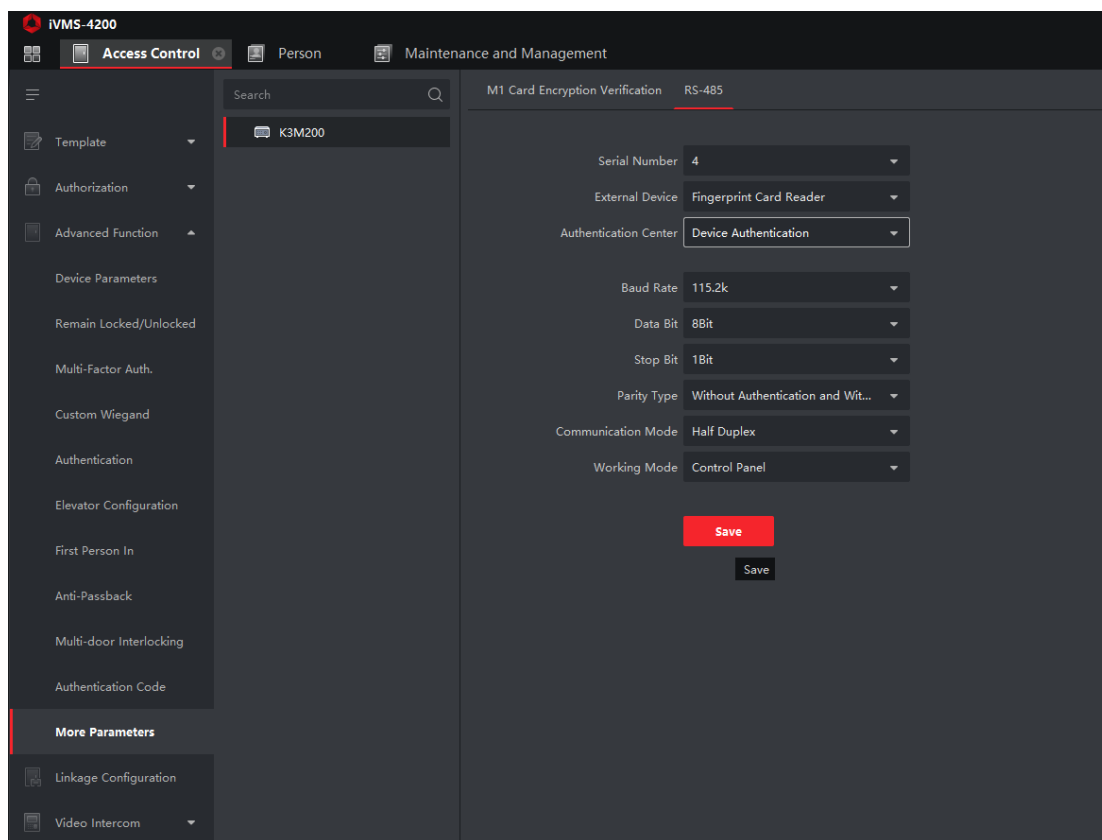 iVMS-4200
Access Control
Person
Maintenance and Management
Template
Authorization
Advanced Function
Device Parameters
Remain Locked/Unlocked
Multi-Factor Auth.
Custom Wiegand
Authentication
Elevator Configuration
First Person In
Anti-Passback
Multi-door Interlocking
Authentication Code
More Parameters
Linkage Configuration
Video Intercom
Search
K3M200
M1 Card Encryption Verification RS-485
Serial Number 4
External Device Fingerprint Card Reader
Authentication Center Device Authentication
Baud Rate 115.2k
Data Bit 8Bit
Stop Bit 1Bit
Parity Type Without Authentication and Wit...
Communication Mode Half Duplex
Working Mode Control Panel
Save
Save